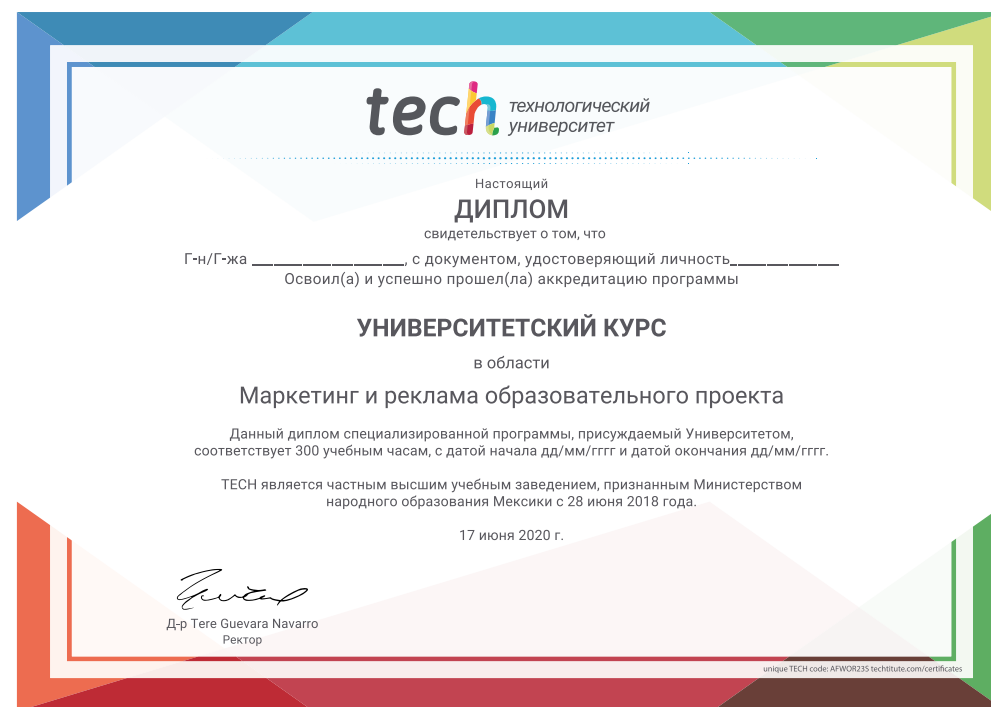 tech технологический университет
Настоящий
ДИПЛОМ
свидетельствует о том, что
Г-н/Г-жа ____________________, с документом, удостоверяющий личность______________
Освоил(а) и успешно прошел(ла) аккредитацию программы
УНИВЕРСИТЕТСКИЙ КУРС
в области
Маркетинг и реклама образовательного проекта
Данный диплом специализированной программы, присуждаемый Университетом,
соответствует 300 учебным часам, с датой начала дд/мм/гггг и датой окончания дд/мм/гггг.
TECH является частным высшим учебным заведением, признанным Министерством
народного образования Мексики с 28 июня 2018 года.
17 июня 2020 г.
Д-р Tere Guevara Navarro
Ректор
unique TECH code: AFWOR23S techtitute.com/certificates